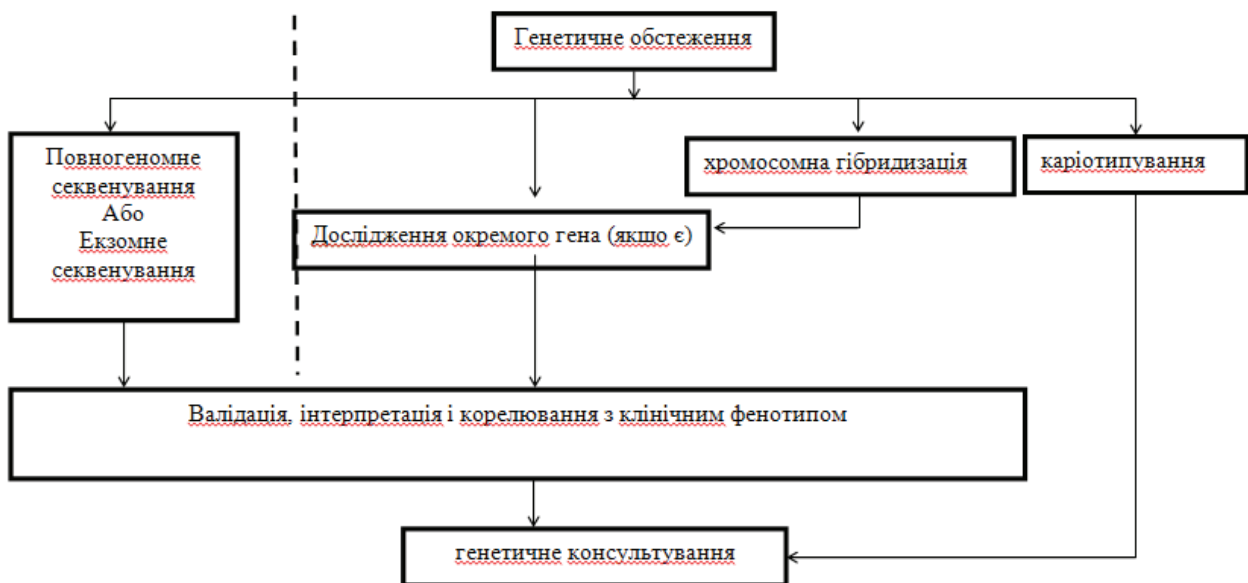 Генетичне обстеження
Повногеномне
секвенування
Або
Екзомне
секвенування
хромосомна гібридизація
каріотипування
Дослідження окремого гена (якщо є)
Валідація, інтерпретація і корелювання з клінічним фенотипом
генетичне консультування